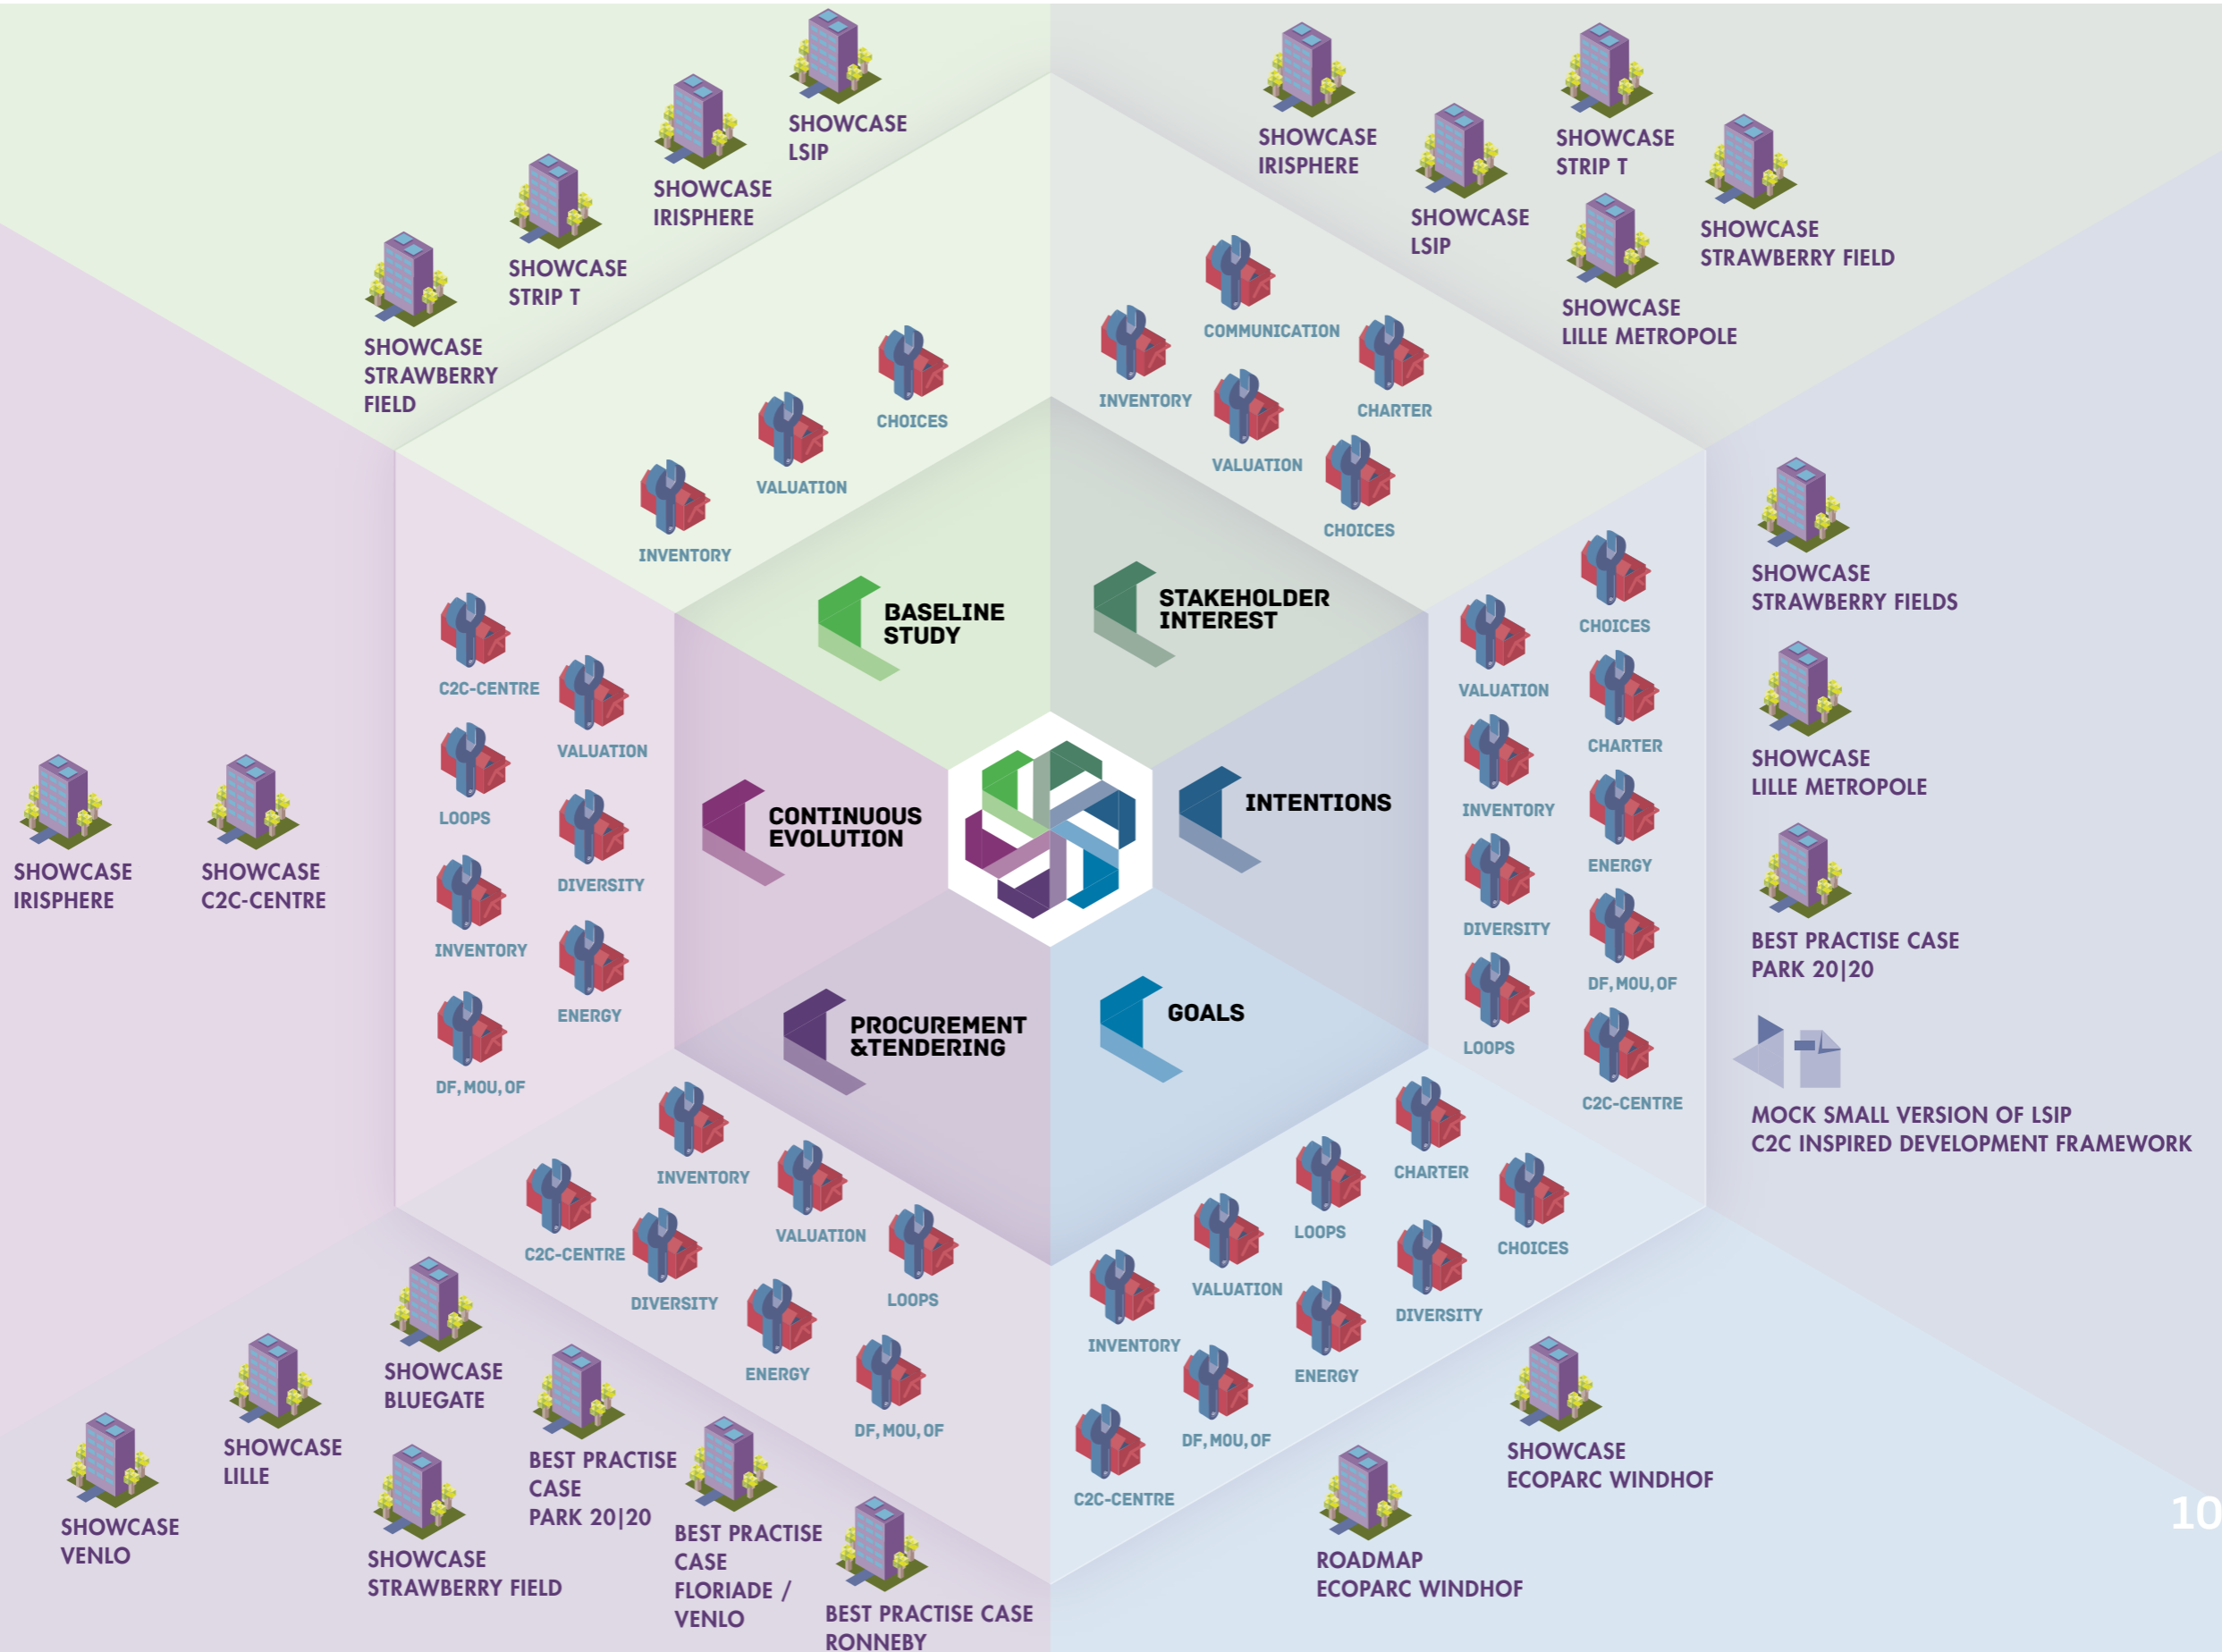 SHOWCASE
LSIP
SHOWCASE
IRISPHERE
SHOWCASE
STRIP T
SHOWCASE
STRAWBERRY
FIELD
CHOICES
VALUATION
INVENTORY
BASELINE
STUDY
SHOWCASE
IRISPHERE
SHOWCASE
STRIP T
SHOWCASE
LSIP
SHOWCASE
STRAWBERRY FIELD
SHOWCASE
LILLE METROPOLE
COMMUNICATION
INVENTORY
CHARTER
VALUATION
CHOICES
STAKEHOLDER
INTEREST
INTENTIONS
CHOICES
VALUATION
CHARTER
INVENTORY
ENERGY
DIVERSITY
DF, MOU, OF
LOOPS
C2C-CENTRE
SHOWCASE
STRAWBERRY FIELDS
SHOWCASE
LILLE METROPOLE
BEST PRACTISE CASE
PARK 20|20
MOCK SMALL VERSION OF LSIP
C2C INSPIRED DEVELOPMENT FRAMEWORK
GOALS
CHARTER
LOOPS
CHOICES
VALUATION
DIVERSITY
INVENTORY
ENERGY
DF, MOU, OF
C2C-CENTRE
SHOWCASE
ECOPARC WINDHOF
ROADMAP
ECOPARC WINDHOF
PROCUREMENT
&TENDERING
INVENTORY
VALUATION
C2C-CENTRE
DIVERSITY
LOOPS
ENERGY
DF, MOU, OF
SHOWCASE
BLUEGATE
SHOWCASE
LILLE
SHOWCASE
VENLO
SHOWCASE
STRAWBERRY FIELD
BEST PRACTISE
CASE
PARK 20|20
BEST PRACTISE
CASE
FLORIADE /
VENLO
BEST PRACTISE CASE
RONNEBY
CONTINUOUS
EVOLUTION
C2C-CENTRE
VALUATION
LOOPS
DIVERSITY
INVENTORY
ENERGY
DF, MOU, OF
SHOWCASE
IRISPHERE
SHOWCASE
C2C-CENTRE
10